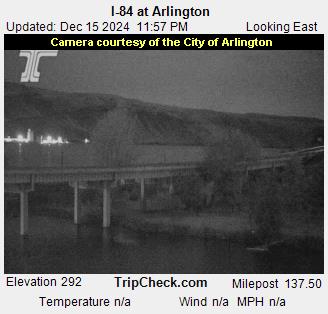 I-84 at Arlington
Updated: Dec 15 2024 11:57 PM Looking East
Camera courtesy of the City of Arlington
Elevation 292 TripCheck.com Milepost 137.50
Temperature n/a Wind n/a MPH n/a